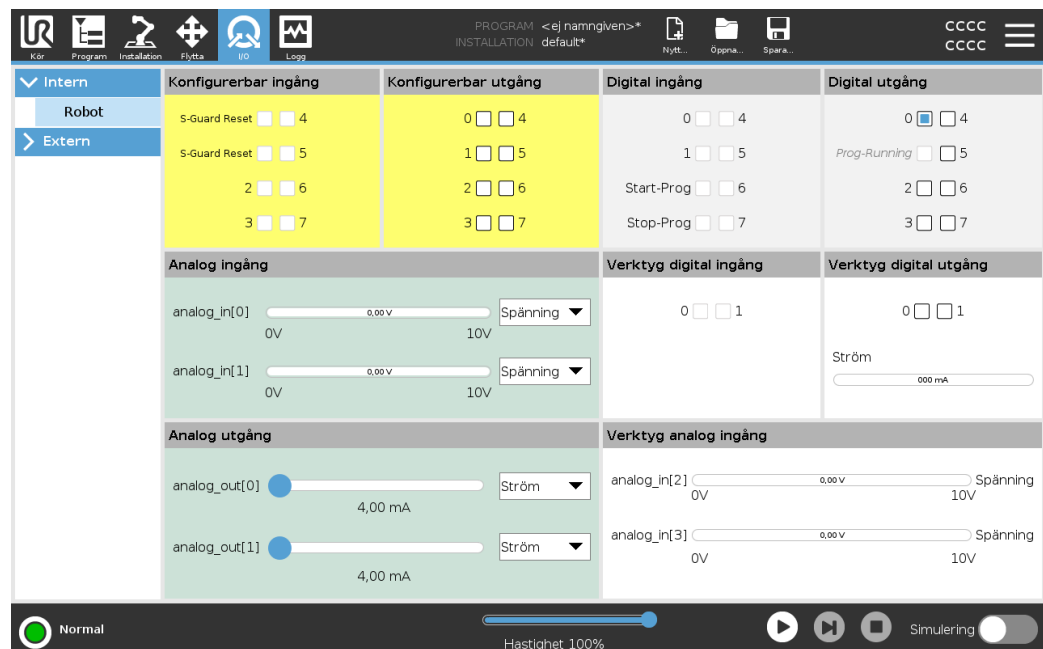 PROGRAM <ej namngiven>*
INSTALLATION default*
CCCC
CCCC
Kör Program Installation Flytta I/O Logg Nytt... Öppna... Spara...
Intern
Robot
Extern
Konfigurerbar ingång
S-Guard Reset 4
S-Guard Reset 5
2 6
3 7
Konfigurerbar utgång
0 4
1 5
2 6
3 7
Digital ingång
0 4
1 5
Start-Prog 6
Stop-Prog 7
Digital utgång
0 4
Prog-Running 5
2 6
3 7
Analog ingång
analog_in[0] 0,00 V Spänning
0V 10V
analog_in[1] 0,00 V Spänning
0V 10V
Verktyg digital ingång
0 1
Verktyg digital utgång
0 1
Ström
000 mA
Analog utgång
analog_out[0] Ström
4,00 mA
analog_out[1] Ström
4,00 mA
Verktyg analog ingång
analog_in[2] 0,00 V Spänning
0V 10V
analog_in[3] 0,00 V Spänning
0V 10V
Normal
Hastighet 100%
Simulering